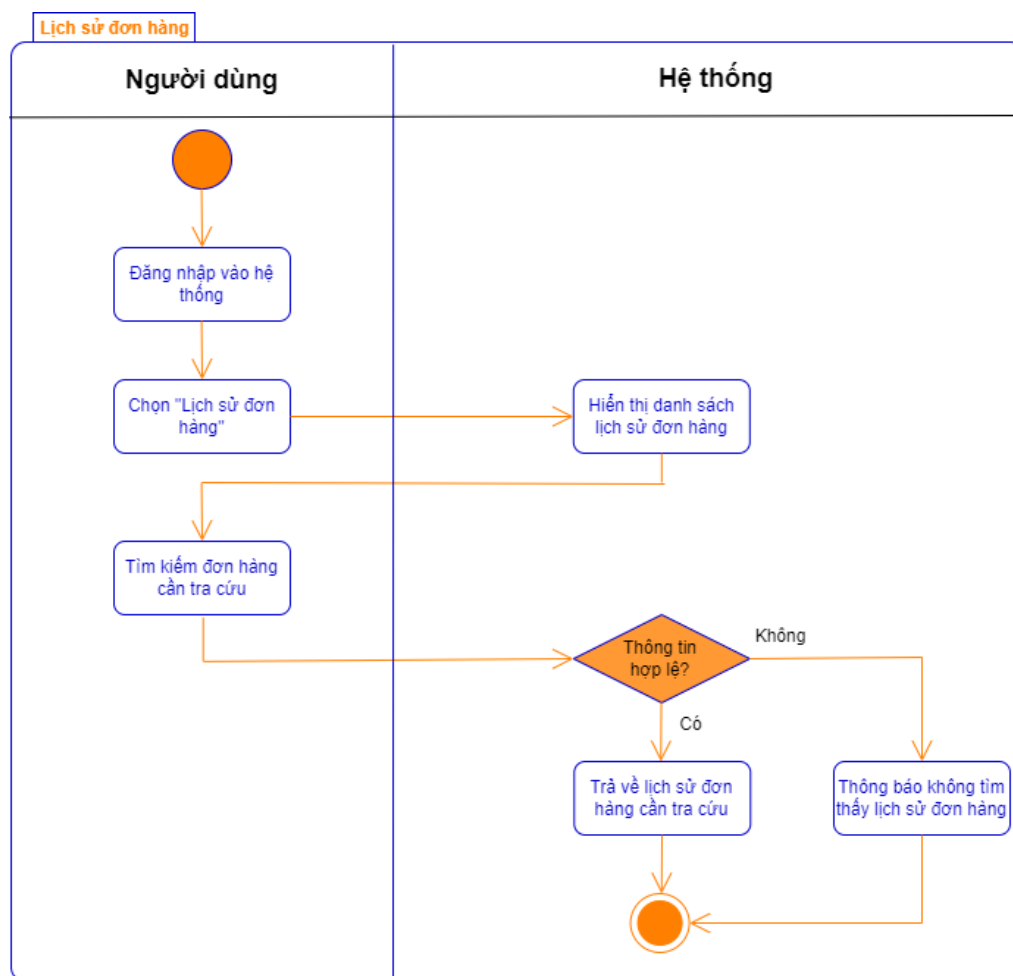 Lịch sử đơn hàng
Người dùng
Hệ thống
Đăng nhập vào hệ
thống
Chọn "Lịch sử đơn
hàng"
Hiển thị danh sách
lịch sử đơn hàng
Tìm kiếm đơn hàng
cần tra cứu
Thông tin
hợp lệ?
Không
Có
Trả về lịch sử đơn
hàng cần tra cứu
Thông báo không tìm
thấy lịch sử đơn hàng